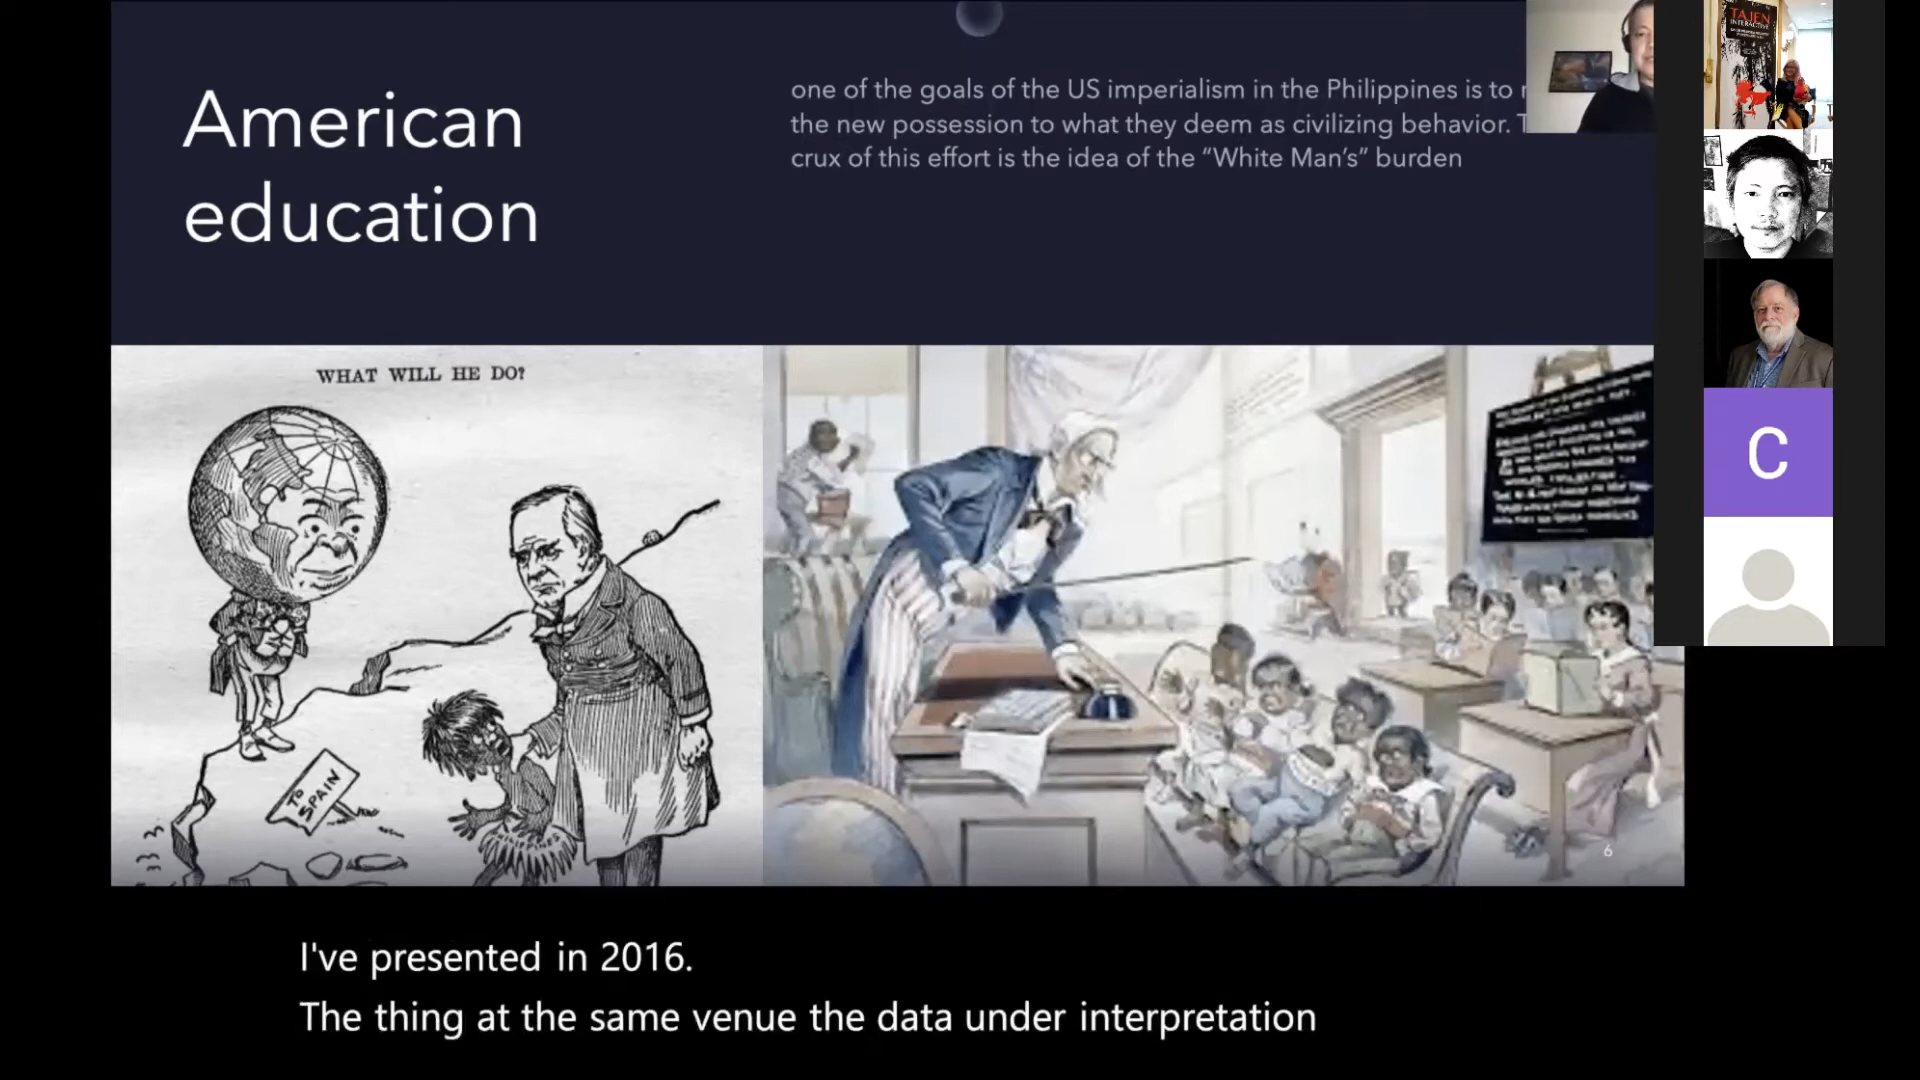 American
education
one of the goals of the US imperialism in the Philippines is to
the new possession to what they deem as civilizing behavior.
crux of this effort is the idea of the “White Man’s” burden
TAJEN
INTERACTIVE
C
WHAT WILL HE DO?
TO
SPAIN
PHILIPPINES
6
I've presented in 2016.
The thing at the same venue the data under interpretation